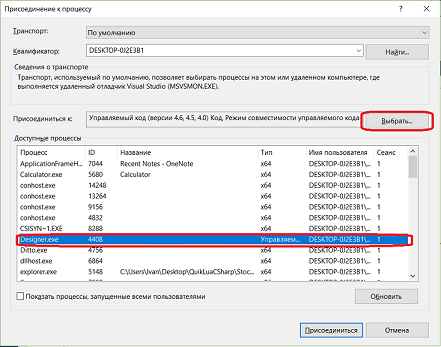 Присоединение к процессу
Транспорт: По умолчанию
Квалификатор: DESKTOP-0J2E3B1 Найти...
Сведения о транспорте
Транспорт, используемый по умолчанию, позволяет выбирать процессы на этом или удаленном компьютере, где
выполняется удаленный отладчик Visual Studio (MSVSMON.EXE).
Присоединиться к: Управляемый код (версии 4.6, 4.5, 4.0) Код, Режим совместимости управляемого кода Выбрать...
Доступные процессы
Процесс ID Название Тип Имя пользователя Сеанс
ApplicationFrameH... 7044 Recent Notes - OneNote x64 DESKTOP-0J2E3B1\... 1
Calculator.exe 5680 Calculator x64 DESKTOP-0J2E3B1\... 1
conhost.exe 14248 x64 DESKTOP-0J2E3B1\... 1
conhost.exe 13264 x64 DESKTOP-0J2E3B1\... 1
conhost.exe 9156 x64 DESKTOP-0J2E3B1\... 1
conhost.exe 4832 x64 DESKTOP-0J2E3B1\... 1
CSISYN~1.EXE 8288 x64 DESKTOP-0J2E3B1\... 1
Designer.exe 4408 Управляем... DESKTOP-0J2E3B1\... 1
Ditto.exe 4756 x64 DESKTOP-0J2E3B1\... 1
dllhost.exe 6864 x64 DESKTOP-0J2E3B1\... 1
explorer.exe 5148 C:\Users\Ivan\Desktop\QuikLuaCSharp\Stoc... x64 DESKTOP-0J2E3B1\... 1
Показать процессы, запущенные всеми пользователями Обновить
Присоединиться Отмена